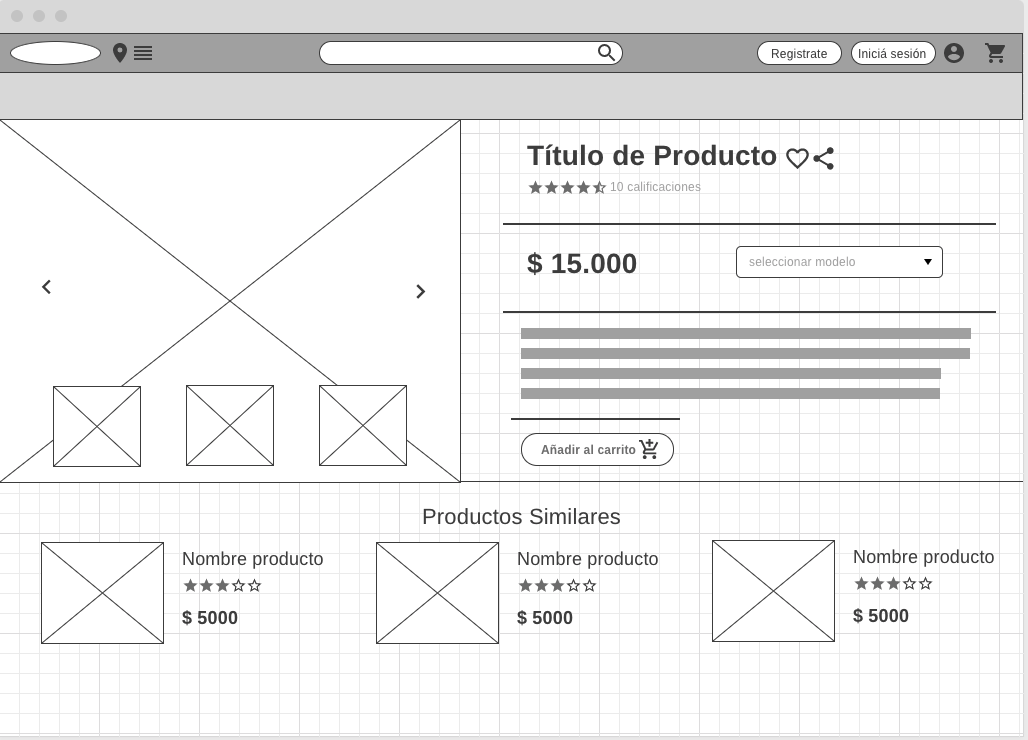 Registrate
Iniciá sesión
Título de Producto
10 calificaciones
$ 15.000
seleccionar modelo
Añadir al carrito
Productos Similares
Nombre producto
$ 5000
Nombre producto
$ 5000
Nombre producto
$ 5000